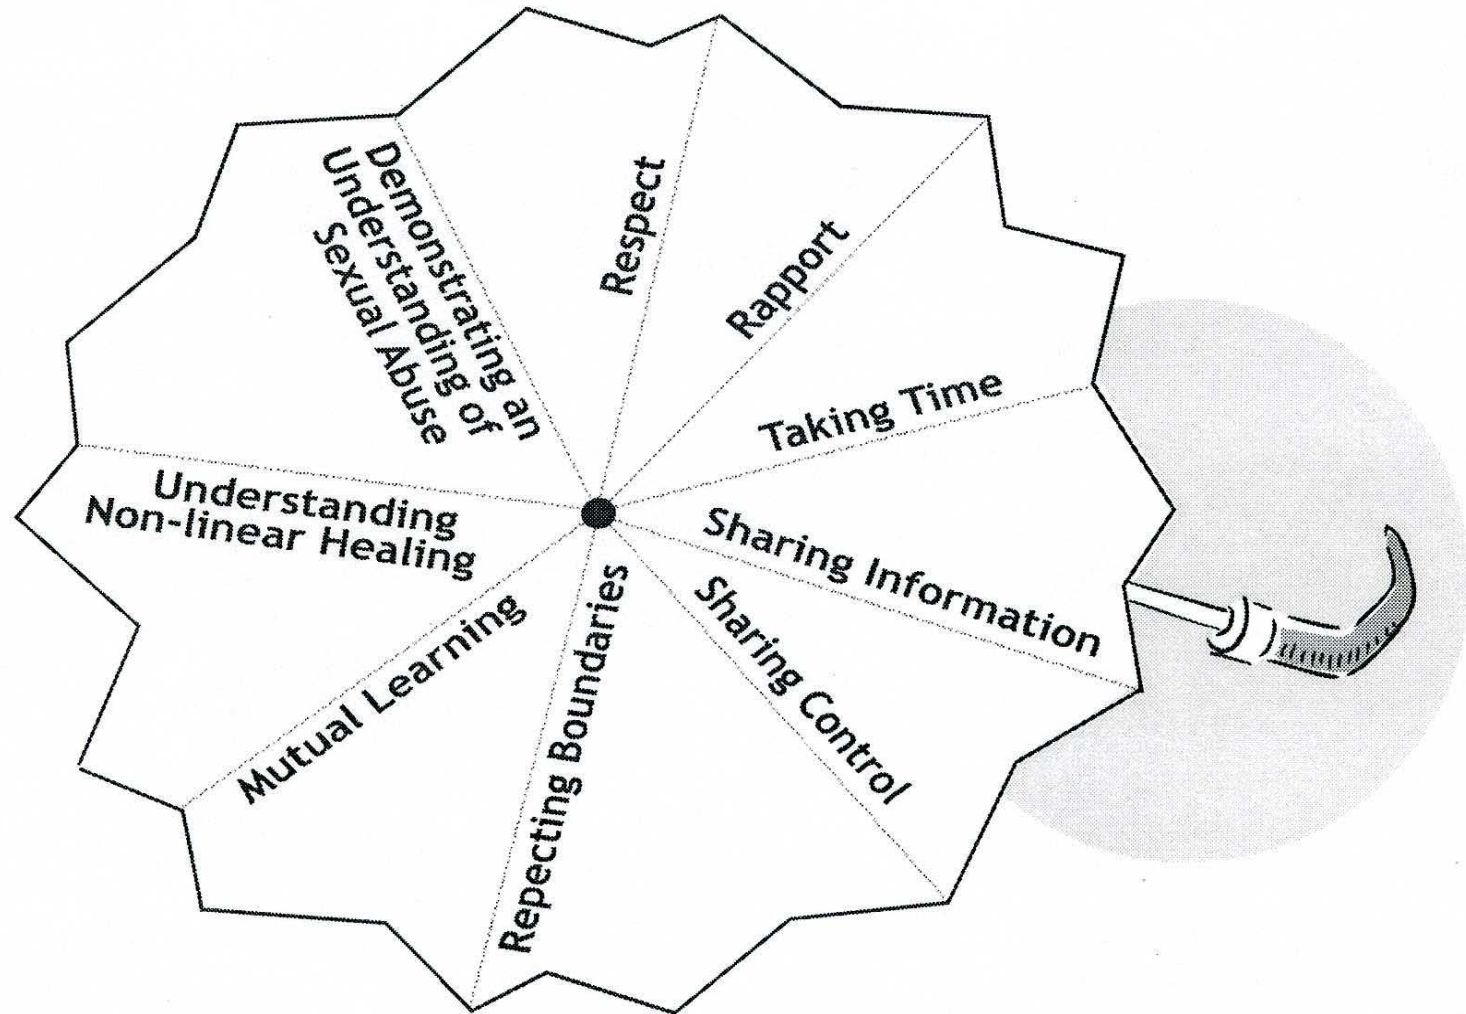 Respect
Rapport
Taking Time
Sharing Information
Sharing Control
Repecting Boundaries
Mutual Learning
Understanding
Non-linear Healing
Demonstrating an
Understanding of
Sexual Abuse